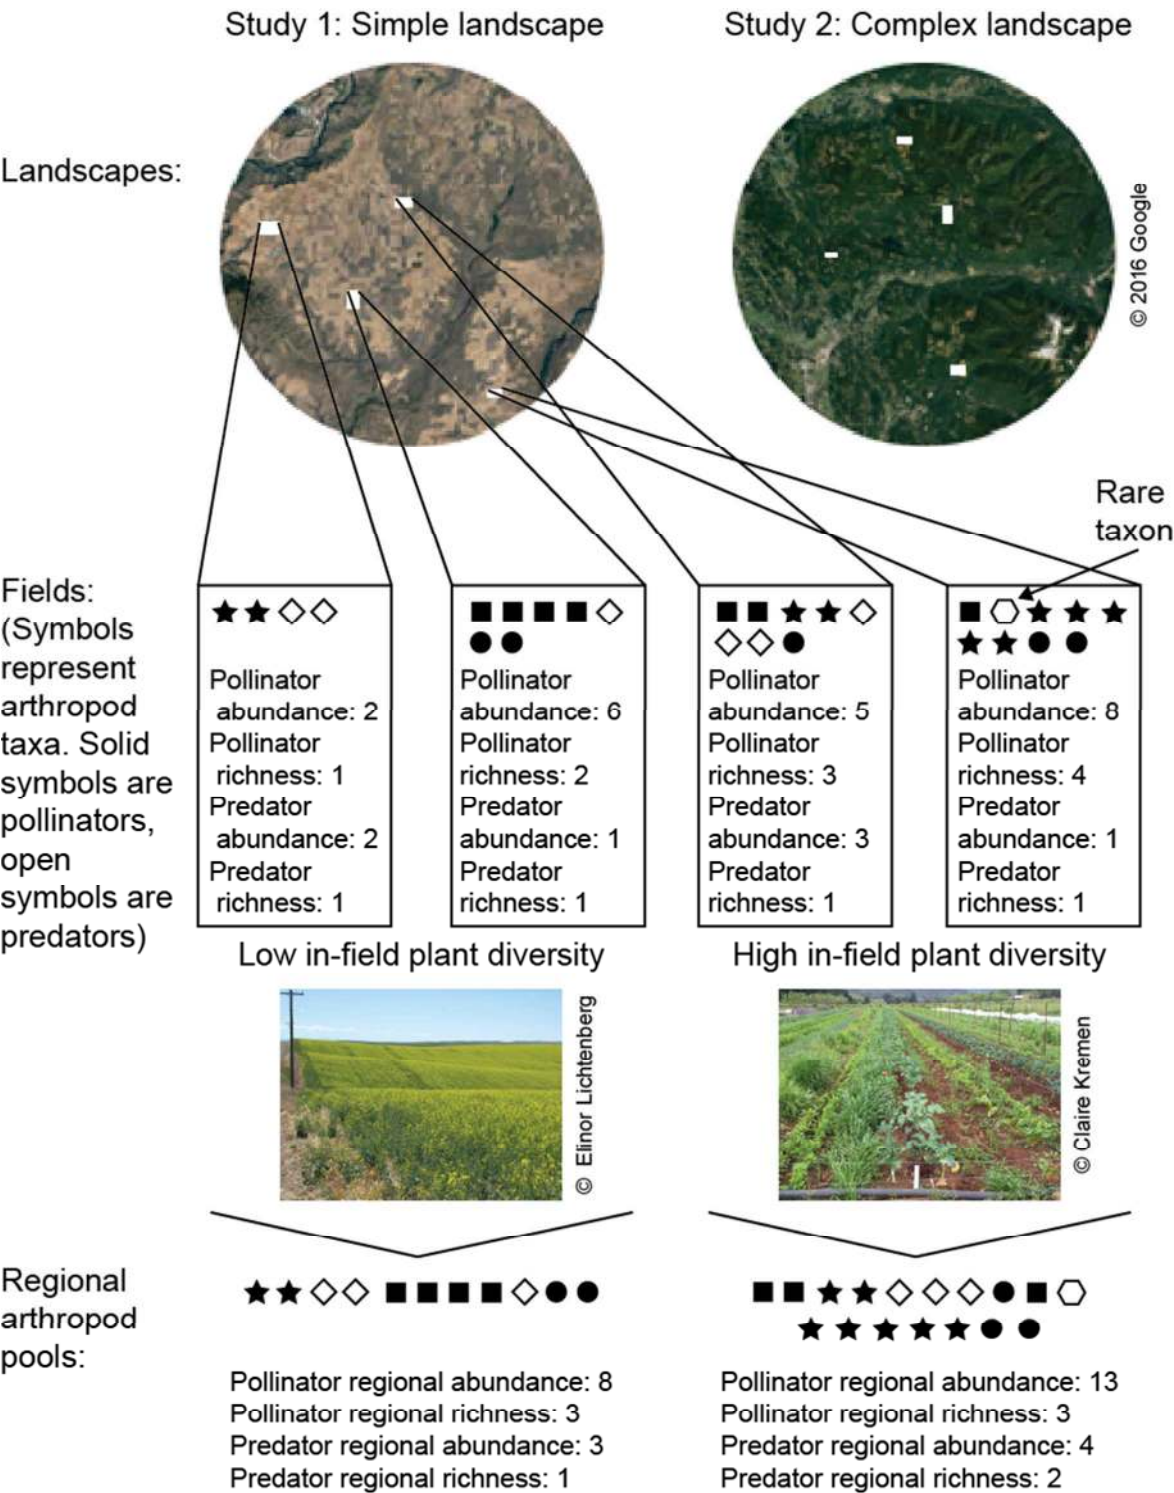 Study 1: Simple landscape
Study 2: Complex landscape
Landscapes:
© 2016 Google
Rare
taxon
Fields:
(Symbols
represent
arthropod
taxa. Solid
symbols are
pollinators,
open
symbols are
predators)
Pollinator
abundance: 2
Pollinator
richness: 1
Predator
abundance: 2
Predator
richness: 1
Pollinator
abundance: 6
Pollinator
richness: 2
Predator
abundance: 1
Predator
richness: 1
Pollinator
abundance: 5
Pollinator
richness: 3
Predator
abundance: 3
Predator
richness: 1
Pollinator
abundance: 8
Pollinator
richness: 4
Predator
abundance: 1
Predator
richness: 1
Low in-field plant diversity
High in-field plant diversity
© Elinor Lichtenberg
© Claire Kremen
Regional
arthropod
pools:
Pollinator regional abundance: 8
Pollinator regional richness: 3
Predator regional abundance: 3
Predator regional richness: 1
Pollinator regional abundance: 13
Pollinator regional richness: 3
Predator regional abundance: 4
Predator regional richness: 2